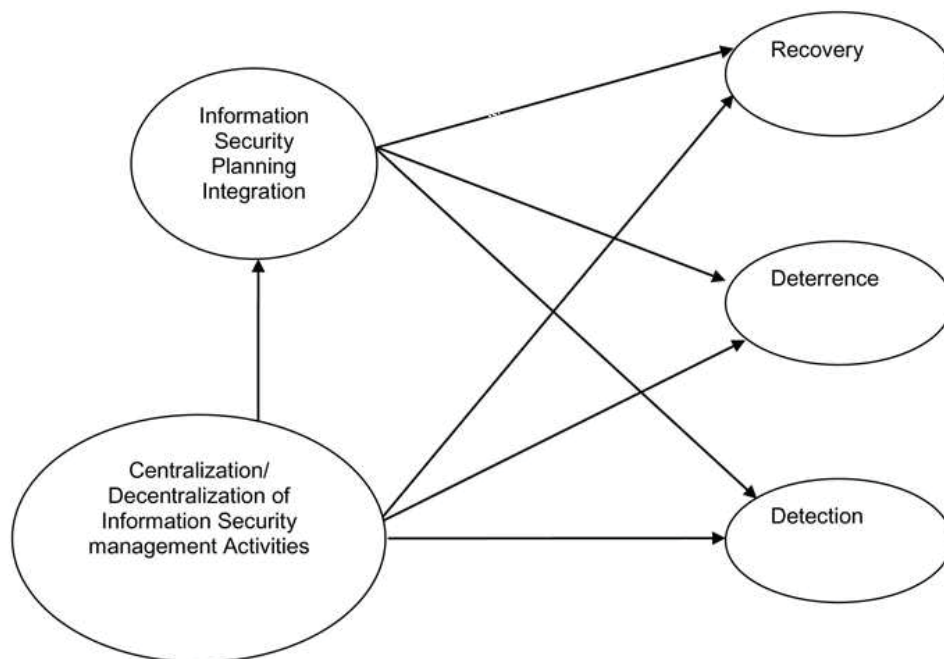 Recovery
Information
Security
Planning
Integration
Deterrence
Centralization/
Decentralization of
Information Security
management Activities
Detection